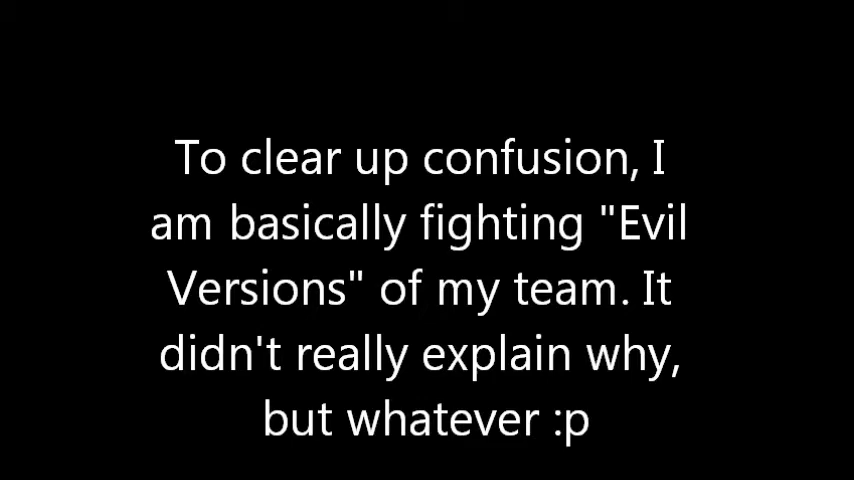 To clear up confusion, I
am basically fighting "Evil
Versions" of my team. It
didn't really explain why,
but whatever :p